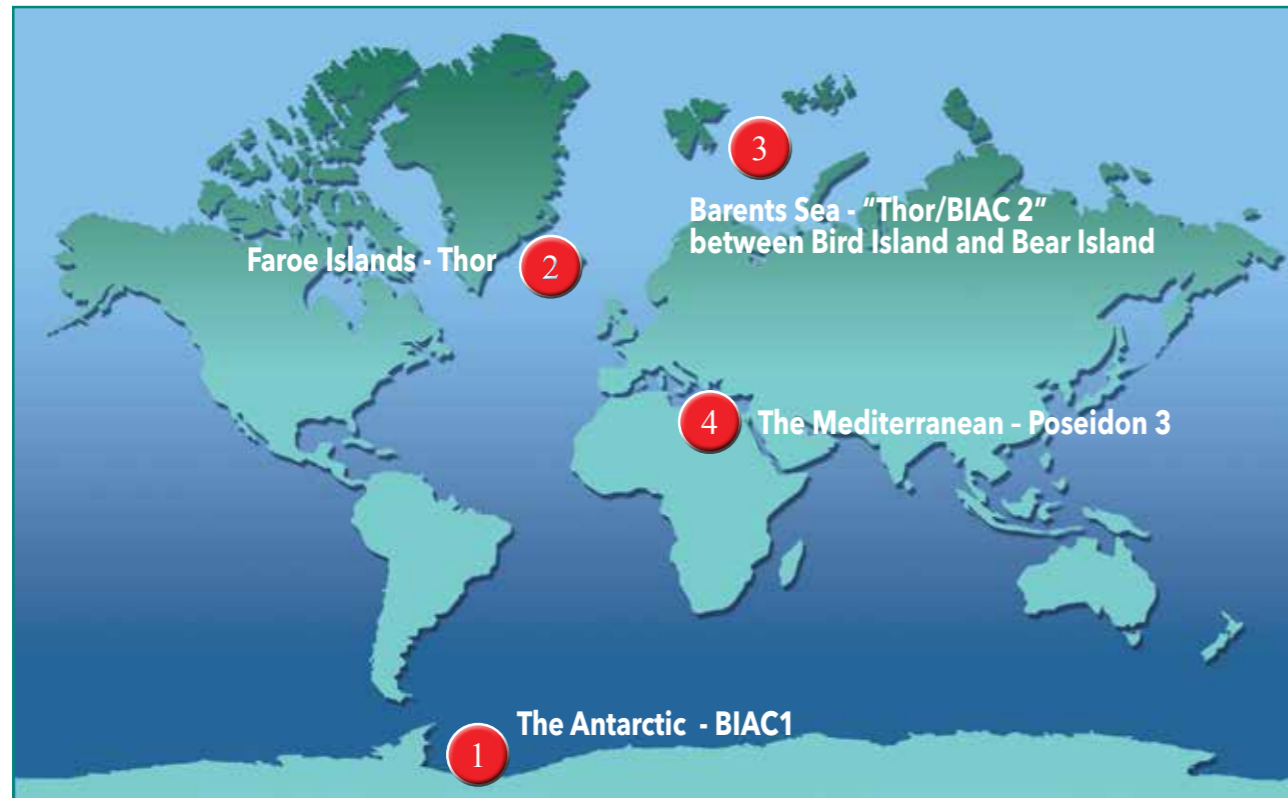 3
Barents Sea - "Thor/BIAC 2"
between Bird Island and Bear Island
Faroe Islands - Thor
2
4
The Mediterranean - Poseidon 3
The Antarctic - BIAC1
1